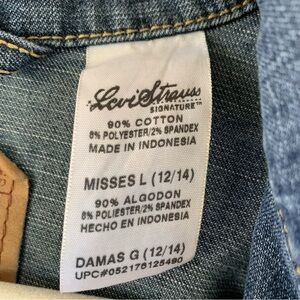 Levi Strauss
SIGNATURE™
90% COTTON
8% POLYESTER/2% SPANDEX
MADE IN INDONESIA
MISSES L (12/14)
90% ALGODON
8% POLIESTER/2% SPANDEX
HECHO EN INDONESIA
DAMAS G (12/14)
UPC#052176125490